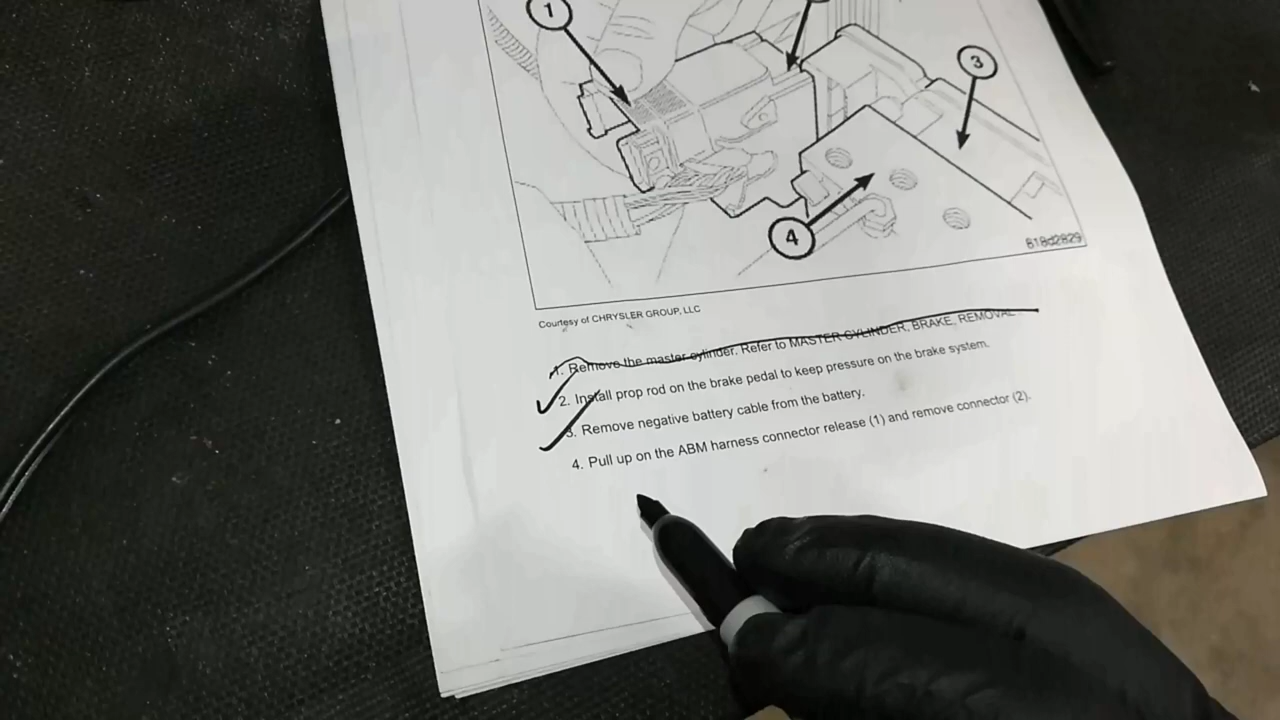 1
3
4
818d2829
Courtesy of CHRYSLER GROUP, LLC
1. Remove the master cylinder. Refer to MASTER CYLINDER, BRAKE, REMOVAL
2. Install prop rod on the brake pedal to keep pressure on the brake system.
3. Remove negative battery cable from the battery.
4. Pull up on the ABM harness connector release (1) and remove connector (2).